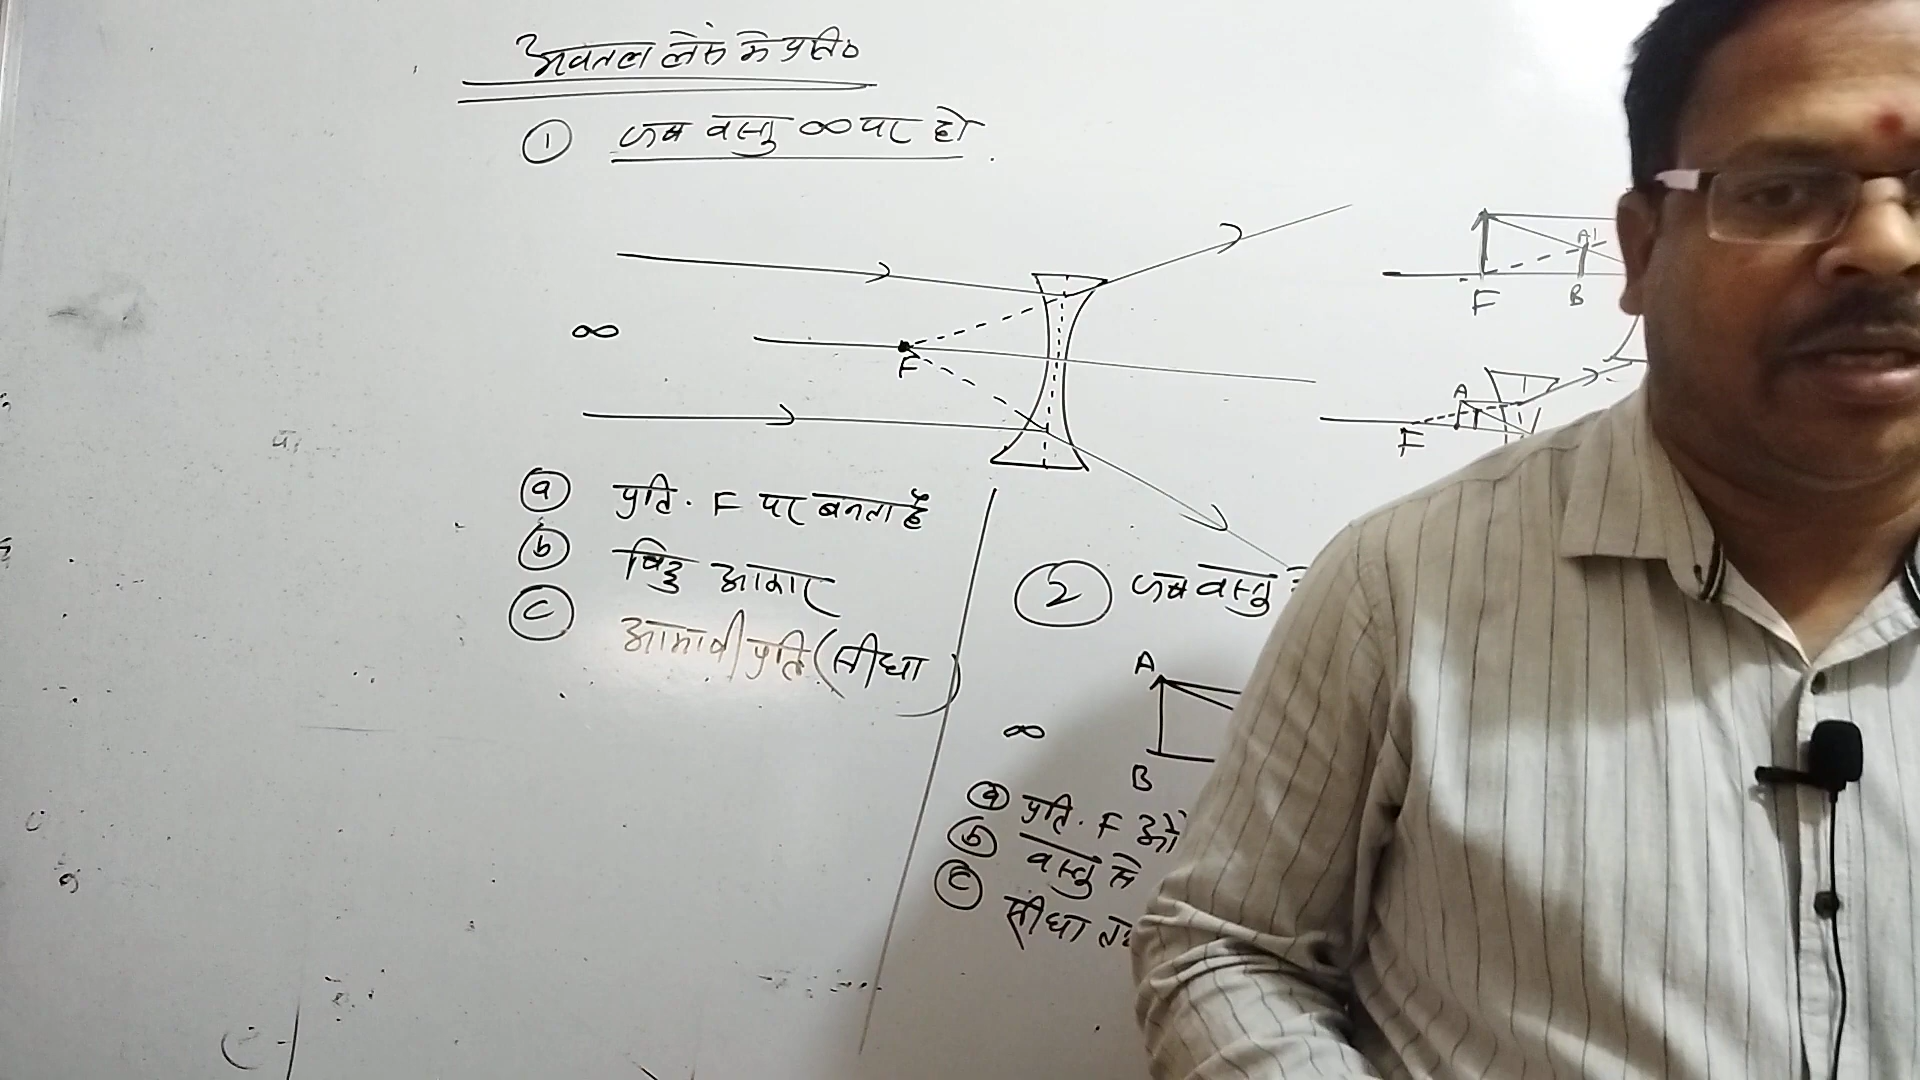 अवतल लेंस मे प्रति०
① जब वस्तु ∞ पर हो
∞
F
ⓐ प्रति. F पर बनता है
ⓑ बिंदु आकार
ⓒ आभाषी प्रति (सीधा)
A'
F
B
A
F
② जब वस्तु
A
∞
B
ⓐ प्रति. F
ⓑ वस्तु से
ⓒ सीधा